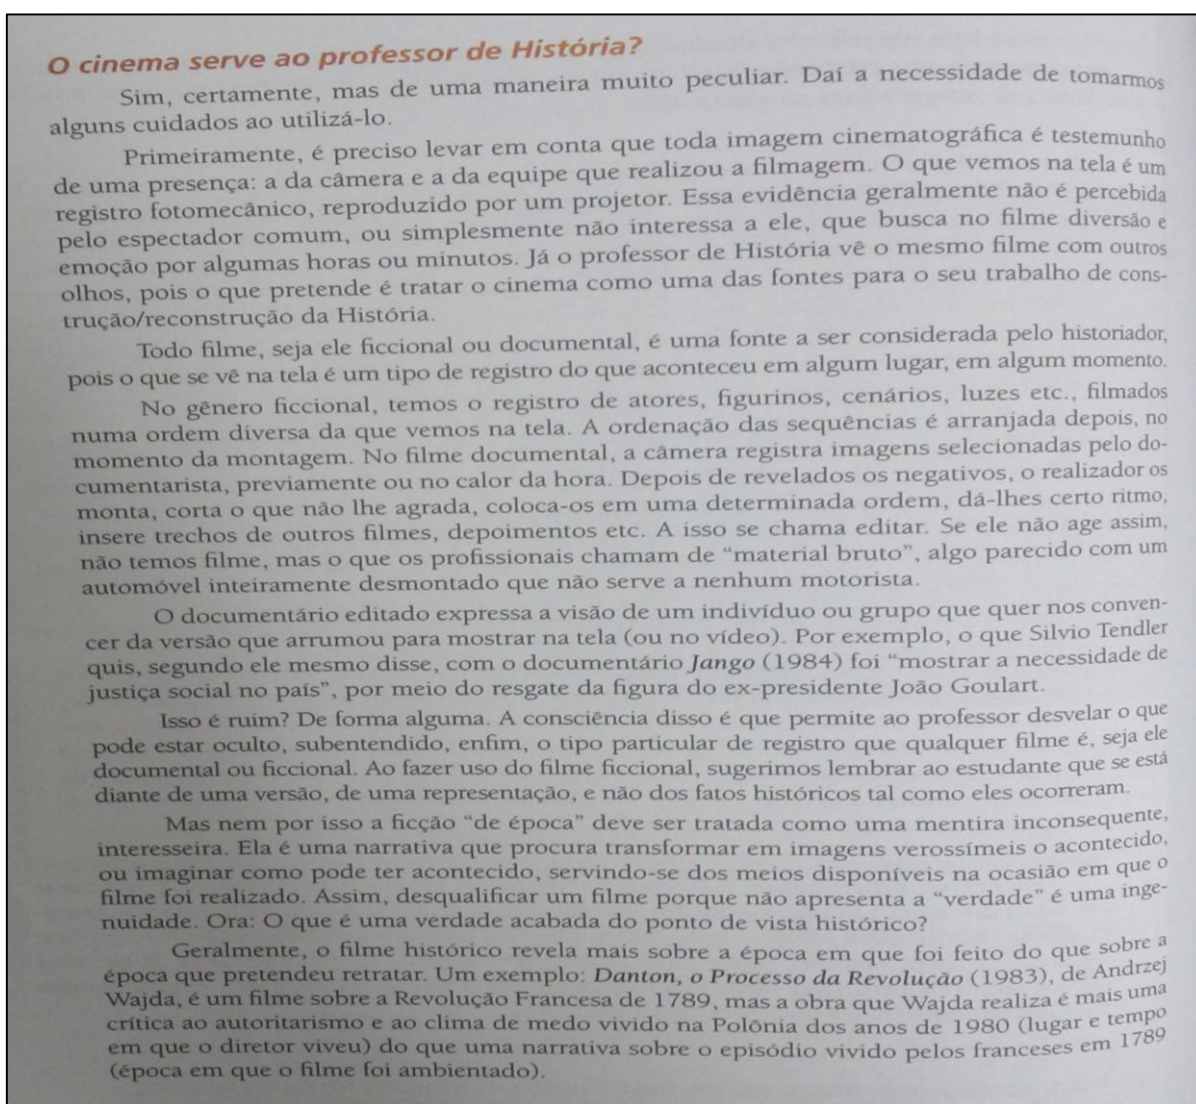 O cinema serve ao professor de História?
Sim, certamente, mas de uma maneira muito peculiar. Daí a necessidade de tomarmos
alguns cuidados ao utilizá-lo.
Primeiramente, é preciso levar em conta que toda imagem cinematográfica é testemunho
de uma presença: a da câmera e a da equipe que realizou a filmagem. O que vemos na tela é um
registro fotomecânico, reproduzido por um projetor. Essa evidência geralmente não é percebida
pelo espectador comum, ou simplesmente não interessa a ele, que busca no filme diversão e
emoção por algumas horas ou minutos. Já o professor de História vê o mesmo filme com outros
olhos, pois o que pretende é tratar o cinema como uma das fontes para o seu trabalho de cons-
trução/reconstrução da História.
Todo filme, seja ele ficcional ou documental, é uma fonte a ser considerada pelo historiador,
pois o que se vê na tela é um tipo de registro do que aconteceu em algum lugar, em algum momento.
No gênero ficcional, temos o registro de atores, figurinos, cenários, luzes etc., filmados
numa ordem diversa da que vemos na tela. A ordenação das sequências é arranjada depois, no
momento da montagem. No filme documental, a câmera registra imagens selecionadas pelo do-
cumentarista, previamente ou no calor da hora. Depois de revelados os negativos, o realizador os
monta, corta o que não lhe agrada, coloca-os em uma determinada ordem, dá-lhes certo ritmo,
insere trechos de outros filmes, depoimentos etc. A isso se chama editar. Se ele não age assim,
não temos filme, mas o que os profissionais chamam de “material bruto”, algo parecido com um
automóvel inteiramente desmontado que não serve a nenhum motorista.
O documentário editado expressa a visão de um indivíduo ou grupo que quer nos conven-
cer da versão que arrumou para mostrar na tela (ou no vídeo). Por exemplo, o que Silvio Tendler
quis, segundo ele mesmo disse, com o documentário Jango (1984) foi “mostrar a necessidade de
justiça social no país”, por meio do resgate da figura do ex-presidente João Goulart.
Isso é ruim? De forma alguma. A consciência disso é que permite ao professor desvelar o que
pode estar oculto, subentendido, enfim, o tipo particular de registro que qualquer filme é, seja ele
documental ou ficcional. Ao fazer uso do filme ficcional, sugerimos lembrar ao estudante que se está
diante de uma versão, de uma representação, e não dos fatos históricos tal como eles ocorreram.
Mas nem por isso a ficção “de época” deve ser tratada como uma mentira inconsequente,
interesseira. Ela é uma narrativa que procura transformar em imagens verossímeis o acontecido,
ou imaginar como pode ter acontecido, servindo-se dos meios disponíveis na ocasião em que o
filme foi realizado. Assim, desqualificar um filme porque não apresenta a “verdade” é uma inge-
nuidade. Ora: O que é uma verdade acabada do ponto de vista histórico?
Geralmente, o filme histórico revela mais sobre a época em que foi feito do que sobre a
época que pretendeu retratar. Um exemplo: Danton, o Processo da Revolução (1983), de Andrzej
Wajda, é um filme sobre a Revolução Francesa de 1789, mas a obra que Wajda realiza é mais uma
crítica ao autoritarismo e ao clima de medo vivido na Polônia dos anos de 1980 (lugar e tempo
em que o diretor viveu) do que uma narrativa sobre o episódio vivido pelos franceses em 1789
(época em que o filme foi ambientado).